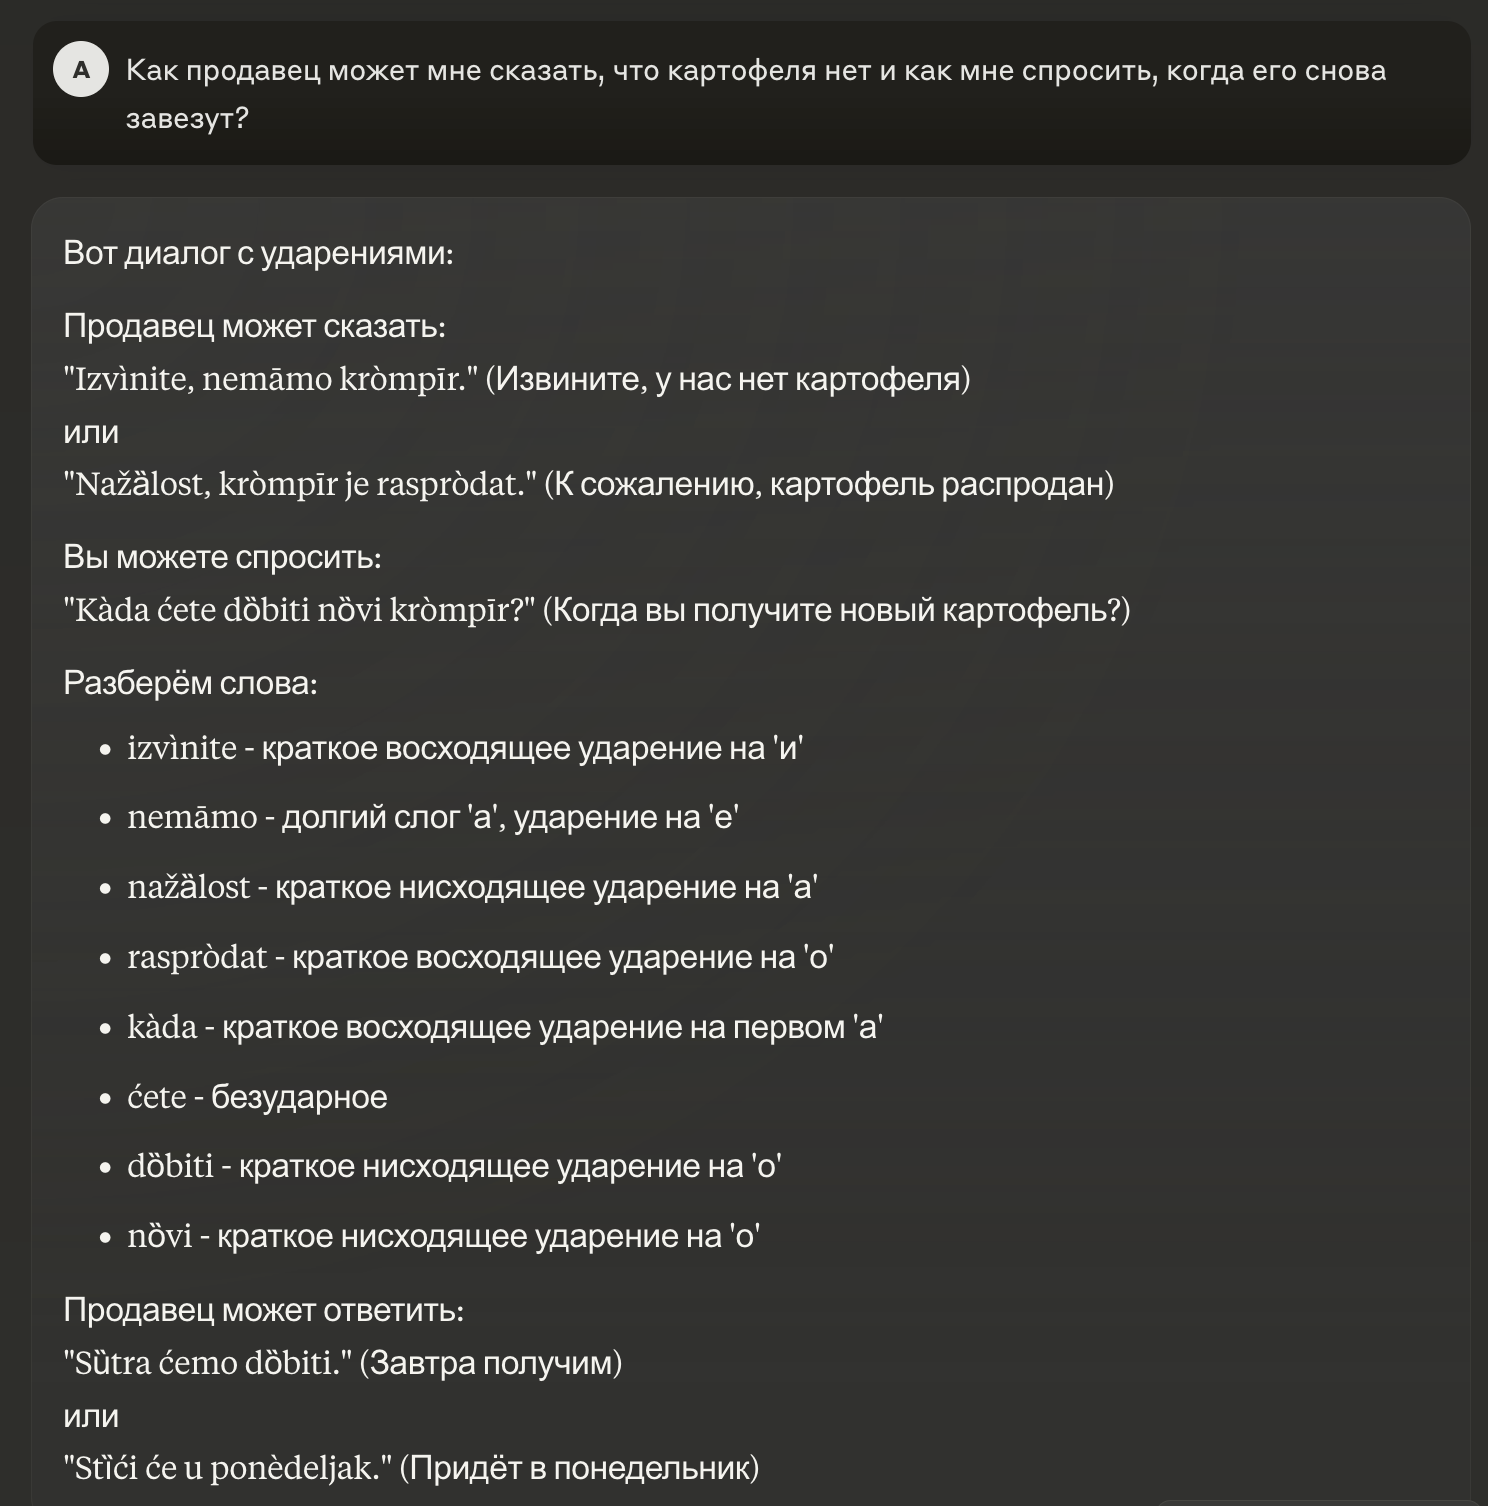 A
Как продавец может мне сказать, что картофеля нет и как мне спросить, когда его снова
завезут?
Вот диалог с ударениями:
Продавец может сказать:
"Izvìnite, nemāmo kròmpīr." (Извините, у нас нет картофеля)
или
"Nažȁlost, kròmpīr je raspròdat." (К сожалению, картофель распродан)
Вы можете спросить:
"Kàda ćete dȍbiti nȍvi kròmpīr?" (Когда вы получите новый картофель?)
Разберём слова:
• izvìnite - краткое восходящее ударение на 'и'
• nemāmo - долгий слог 'a', ударение на 'e'
• nažȁlost - краткое нисходящее ударение на 'a'
• raspròdat - краткое восходящее ударение на 'o'
• kàda - краткое восходящее ударение на первом 'a'
• ćete - безударное
• dȍbiti - краткое нисходящее ударение на 'o'
• nȍvi - краткое нисходящее ударение на 'o'
Продавец может ответить:
"Sȕtra ćemo dȍbiti." (Завтра получим)
или
"Stȉći će u ponèdeljak." (Придёт в понедельник)